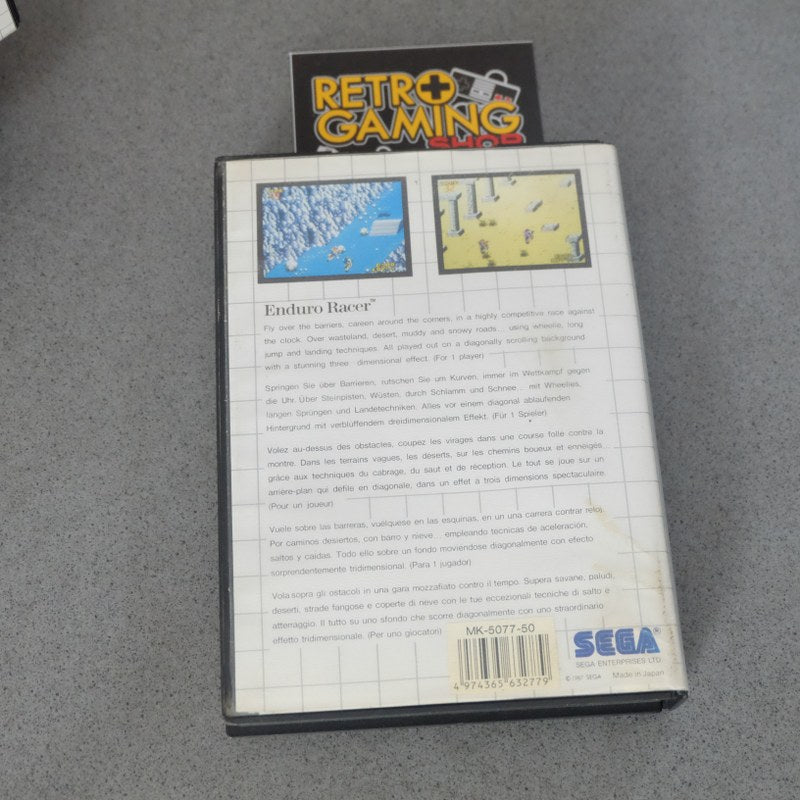 RETRO
GAMING
SHOP
Enduro Racer™
Fly over the barriers, careen around the corners, in a highly competitive race against
the clock. Over wasteland, desert, muddy and snowy roads... using wheelie, long
jump and landing techniques. All played out on a diagonally scrolling background
with a stunning three dimensional effect. (For 1 player)
Springen Sie über Barrieren, rutschen Sie um Kurven, immer im Wettkampf gegen
die Uhr. Über Steinpisten, Wüsten, durch Schlamm und Schnee... mit Wheelies,
langen Sprüngen und Landetechniken. Alles vor einem diagonal ablaufenden
Hintergrund mit verblüffendem dreidimensionalem Effekt. (Für 1 Spieler)
Volez au-dessus des obstacles, coupez les virages dans une course folle contre la
montre. Dans les terrains vagues, les déserts, sur les chemins boueux et enneigés...
grâce aux techniques du cabrage, du saut et de réception. Le tout se joue sur un
arrière-plan qui défile en diagonale, dans un effet à trois dimensions spectaculaire.
(Pour un joueur)
Vuele sobre las barreras, vuélquese en las esquinas, en un una carrera contrar reloj.
Por caminos desiertos, con barro y nieve... empleando tecnicas de aceleración,
saltos y caidas. Todo ello sobre un fondo moviendose diagonalmente con efecto
sorprendentemente tridimensional. (Para 1 jugador)
Vola sopra gli ostacoli in una gara mozzafiato contro il tempo. Supera savane, paludi,
deserti, strade fangose e coperte di neve con le tue eccezionali tecniche di salto e
atterraggio. Il tutto su uno sfondo che scorre diagonalmente con uno straordinario
effetto tridimensionale. (Per uno giocatori)
MK-5077-50
4 974365 632779
SEGA®
SEGA ENTERPRISES LTD.
© 1987 SEGA Made in Japan